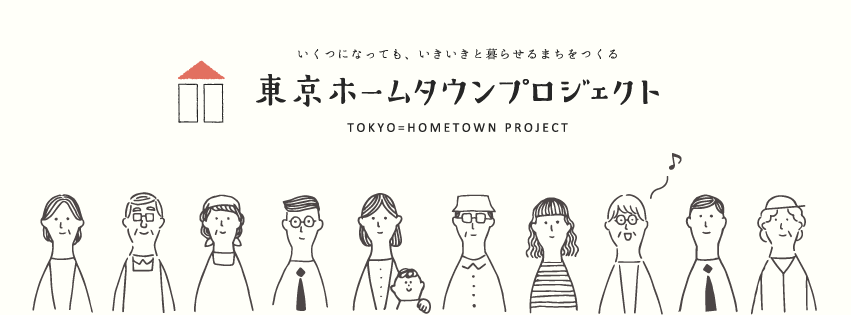 いくつになっても、いきいきと暮らせるまちをつくる
東京ホームタウンプロジェクト
TOKYO=HOMETOWN PROJECT